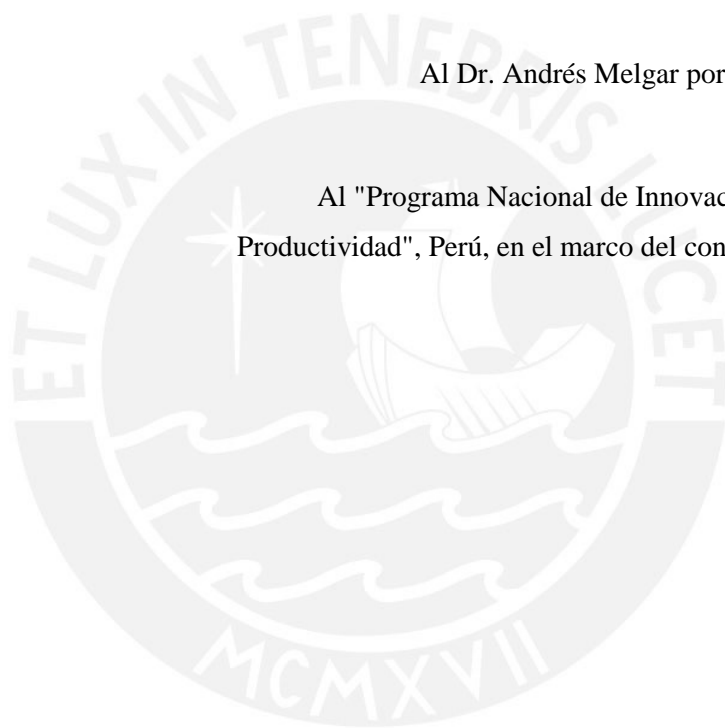 Al Dr. Andrés Melgar por
Al "Programa Nacional de Innovac
Productividad", Perú, en el marco del con
ET LUX IN TENEBRIS LUCET
MCMXVII